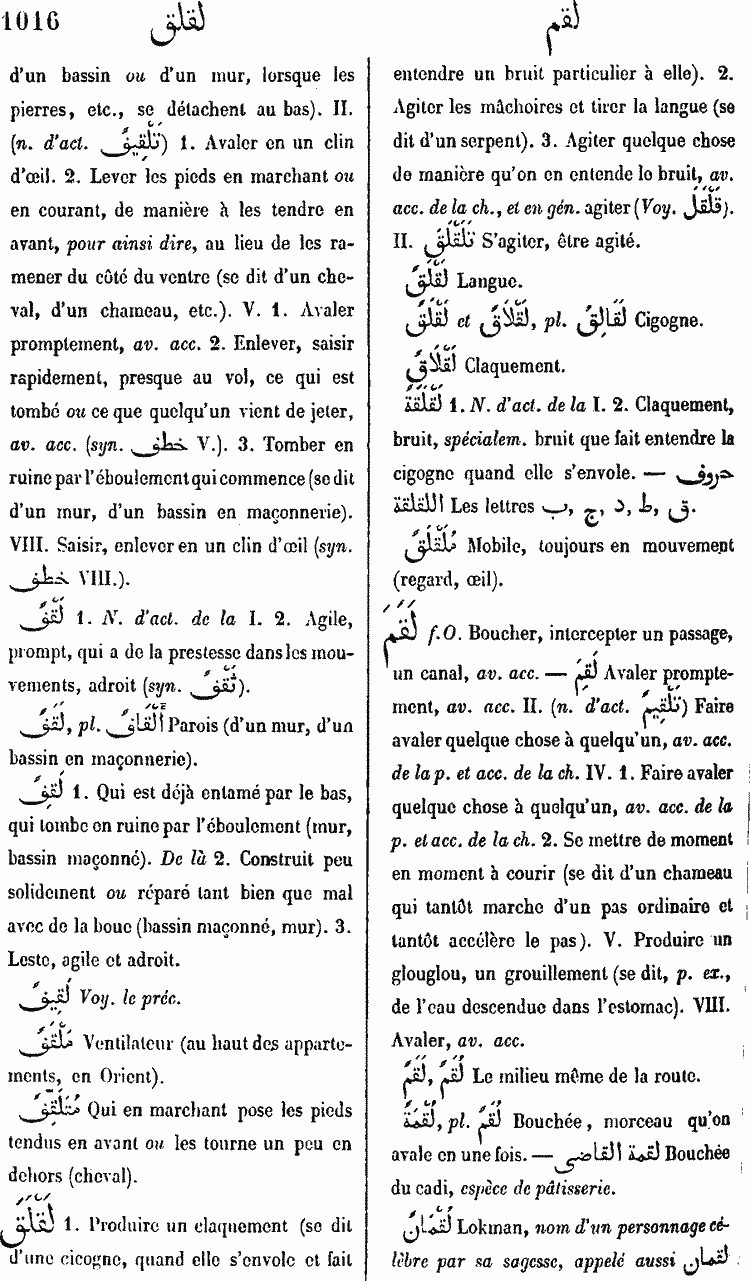 1016 لقلق لقم
d'un bassin ou d'un mur, lorsque les
pierres, etc., se détachent au bas). II.
(n. d'act. تَلْقِيفٌ) 1. Avaler en un clin
d'œil. 2. Lever les pieds en marchant ou
en courant, de manière à les tendre en
avant, pour ainsi dire, au lieu de les ra-
mener du côté du ventre (se dit d'un che-
val, d'un chameau, etc.). V. 1. Avaler
promptement, av. acc. 2. Enlever, saisir
rapidement, presque au vol, ce qui est
tombé ou ce que quelqu'un vient de jeter,
av. acc. (syn. خطف V.). 3. Tomber en
ruine par l'éboulement qui commence (se dit
d'un mur, d'un bassin en maçonnerie).
VIII. Saisir, enlever en un clin d'œil (syn.
خطف VIII.).
لَقْفٌ 1. N. d'act. de la I. 2. Agile,
prompt, qui a de la prestesse dans les mou-
vements, adroit (syn. ثَقْفٌ).
لَقَفٌ, pl. أَلْقَافٌ Parois (d'un mur, d'un
bassin en maçonnerie).
لَقِفٌ 1. Qui est déjà entamé par le bas,
qui tombe en ruine par l'éboulement (mur,
bassin maçonné). De là 2. Construit peu
solidement ou réparé tant bien que mal
avec de la boue (bassin maçonné, mur). 3.
Leste, agile et adroit.
لَقِيفٌ Voy. le préc.
مَلْقَفٌ Ventilateur (au haut des apparte-
ments, en Orient).
مُتَلَقِّفٌ Qui en marchant pose les pieds
tendus en avant ou les tourne un peu en
dehors (cheval).
لَقْلَقَ 1. Produire un claquement (se dit
d'une cicogne, quand elle s'envole et fait
entendre un bruit particulier à elle). 2.
Agiter les mâchoires et tirer la langue (se
dit d'un serpent). 3. Agiter quelque chose
de manière qu'on en entende le bruit, av.
acc. de la ch., et en gén. agiter (Voy. قَلْقَلَ).
II. تَلَقْلَقَ S'agiter, être agité.
لَقْلَقٌ Langue.
لَقْلَقٌ et لَقْلَاقٌ, pl. لَقَالِقُ Cigogne.
لَقْلَاقٌ Claquement.
لَقْلَقَةٌ 1. N. d'act. de la I. 2. Claquement,
bruit, spécialem. bruit que fait entendre la
cigogne quand elle s'envole. — حروف
اللقلقة Les lettres ق, ط, د, ج, ب.
مُلَقْلَقٌ Mobile, toujours en mouvement
(regard, œil).
لَقَمَ f. O. Boucher, intercepter un passage,
un canal, av. acc. — لَقِمَ Avaler prompte-
ment, av. acc. II. (n. d'act. تَلْقِيمٌ) Faire
avaler quelque chose à quelqu'un, av. acc.
de la p. et acc. de la ch. IV. 1. Faire avaler
quelque chose à quelqu'un, av. acc. de la
p. et acc. de la ch. 2. Se mettre de moment
en moment à courir (se dit d'un chameau
qui tantôt marche d'un pas ordinaire et
tantôt accélère le pas). V. Produire un
glouglou, un grouillement (se dit, p. ex.,
de l'eau descendue dans l'estomac). VIII.
Avaler, av. acc.
لَقَمٌ, لُقَمٌ Le milieu même de la route.
لُقْمَةٌ, pl. لُقَمٌ Bouchée, morceau qu'on
avale en une fois. — لقمة القاضى Bouchée
du cadi, espèce de pâtisserie.
لُقْمَانُ Lokman, nom d'un personnage cé-
lèbre par sa sagesse, appelé aussi لقمان